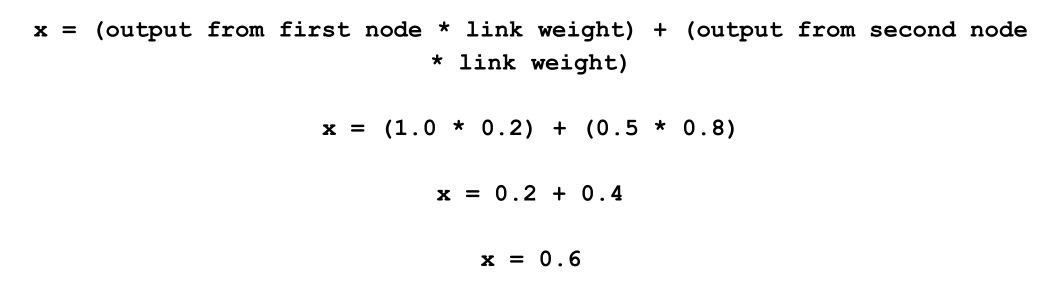 x = (output from first node * link weight) + (output from second node
* link weight)
x = (1.0 * 0.2) + (0.5 * 0.8)
x = 0.2 + 0.4
x = 0.6